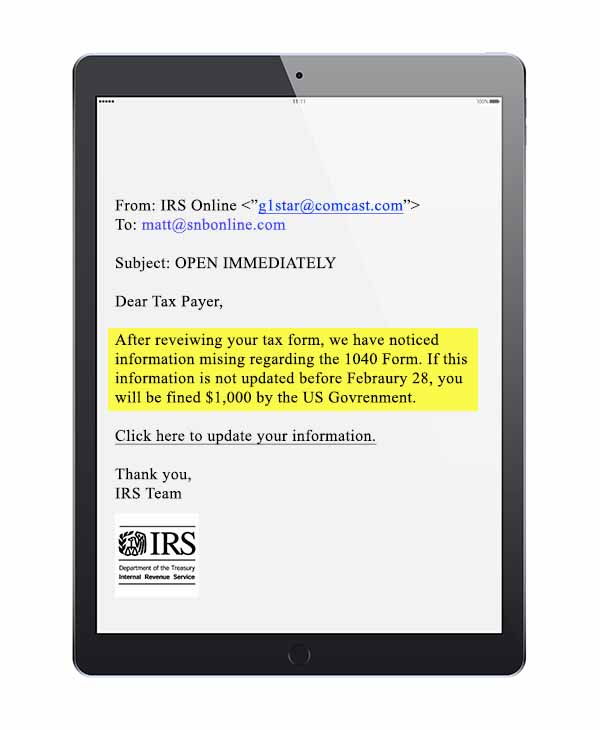 11:11
100%
From: IRS Online <"g1star@comcast.com”>
To: matt@snbonline.com
Subject: OPEN IMMEDIATELY
Dear Tax Payer,
After reveiwing your tax form, we have noticed
information mising regarding the 1040 Form. If this
information is not updated before Febraury 28, you
will be fined $1,000 by the US Govrenment.
Click here to update your information.
Thank you,
IRS Team
IRS
Department of the Treasury
Internal Revenue Service